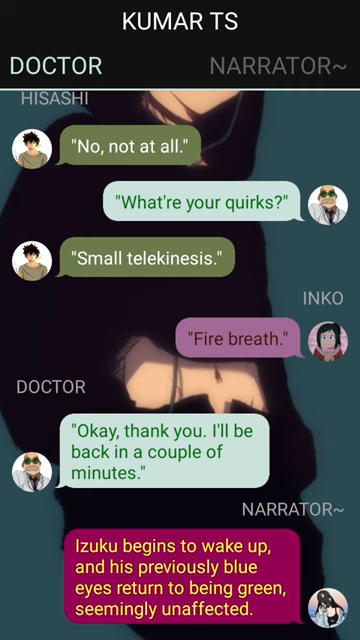 KUMAR TS
DOCTOR
NARRATOR~
HISASHI
"No, not at all."
"What're your quirks?"
"Small telekinesis."
INKO
"Fire breath."
DOCTOR
"Okay, thank you. I'll be
back in a couple of
minutes."
NARRATOR~
Izuku begins to wake up,
and his previously blue
eyes return to being green,
seemingly unaffected.